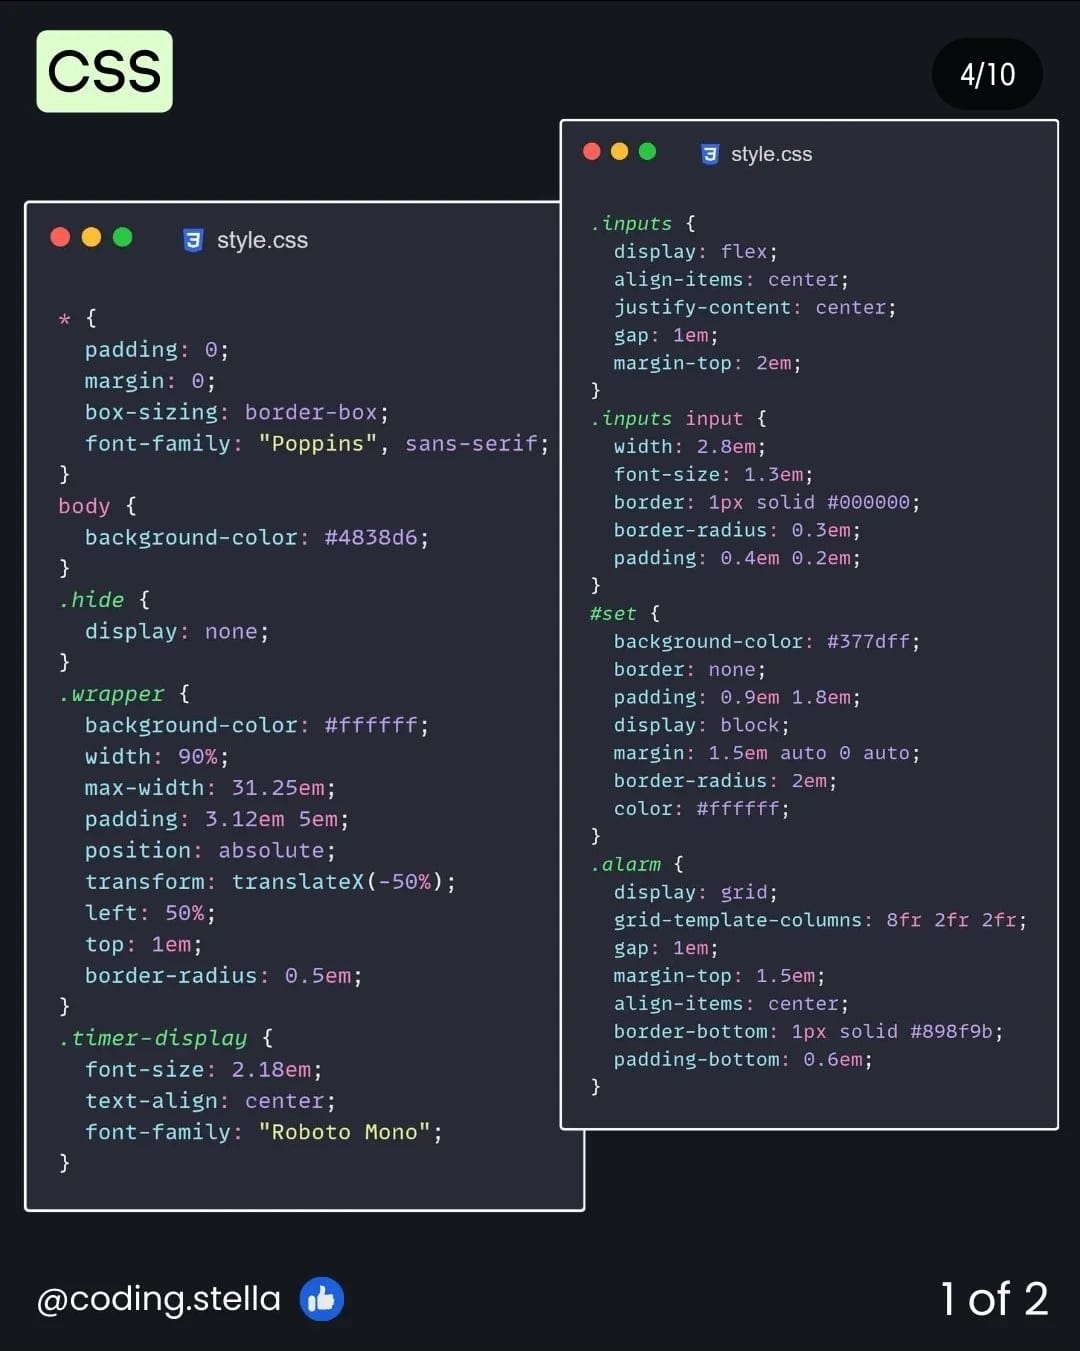 CSS
4/10
style.css
* {
  padding: 0;
  margin: 0;
  box-sizing: border-box;
  font-family: "Poppins", sans-serif;
}
body {
  background-color: #4838d6;
}
.hide {
  display: none;
}
.wrapper {
  background-color: #ffffff;
  width: 90%;
  max-width: 31.25em;
  padding: 3.12em 5em;
  position: absolute;
  transform: translateX(-50%);
  left: 50%;
  top: 1em;
  border-radius: 0.5em;
}
.timer-display {
  font-size: 2.18em;
  text-align: center;
  font-family: "Roboto Mono";
}
style.css
.inputs {
  display: flex;
  align-items: center;
  justify-content: center;
  gap: 1em;
  margin-top: 2em;
}
.inputs input {
  width: 2.8em;
  font-size: 1.3em;
  border: 1px solid #000000;
  border-radius: 0.3em;
  padding: 0.4em 0.2em;
}
#set {
  background-color: #377dff;
  border: none;
  padding: 0.9em 1.8em;
  display: block;
  margin: 1.5em auto 0 auto;
  border-radius: 2em;
  color: #ffffff;
}
.alarm {
  display: grid;
  grid-template-columns: 8fr 2fr 2fr;
  gap: 1em;
  margin-top: 1.5em;
  align-items: center;
  border-bottom: 1px solid #898f9b;
  padding-bottom: 0.6em;
}
@coding.stella
1 of 2